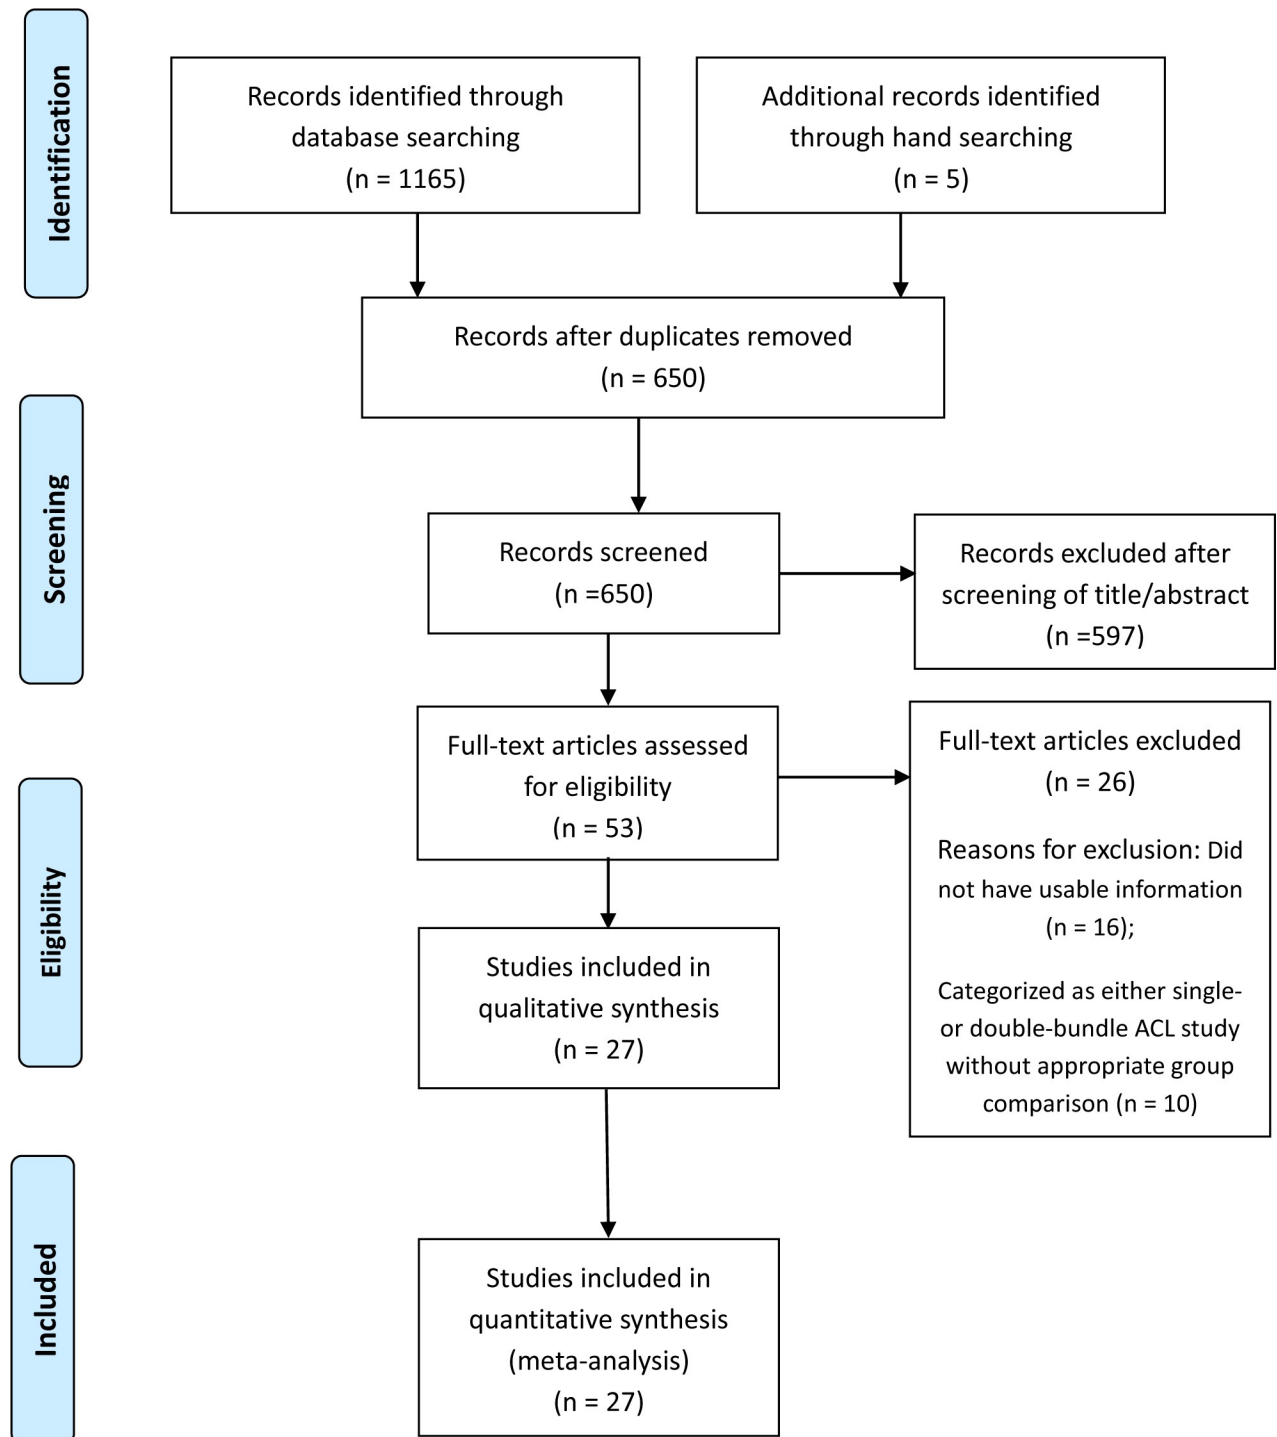 Identification
Records identified through
database searching
(n = 1165)
Additional records identified
through hand searching
(n = 5)
Records after duplicates removed
(n = 650)
Screening
Records screened
(n =650)
Records excluded after
screening of title/abstract
(n =597)
Full-text articles assessed
for eligibility
(n = 53)
Full-text articles excluded
(n = 26)
Reasons for exclusion: Did
not have usable information
(n = 16);
Categorized as either single-
or double-bundle ACL study
without appropriate group
comparison (n = 10)
Eligibility
Studies included in
qualitative synthesis
(n = 27)
Included
Studies included in
quantitative synthesis
(meta-analysis)
(n = 27)